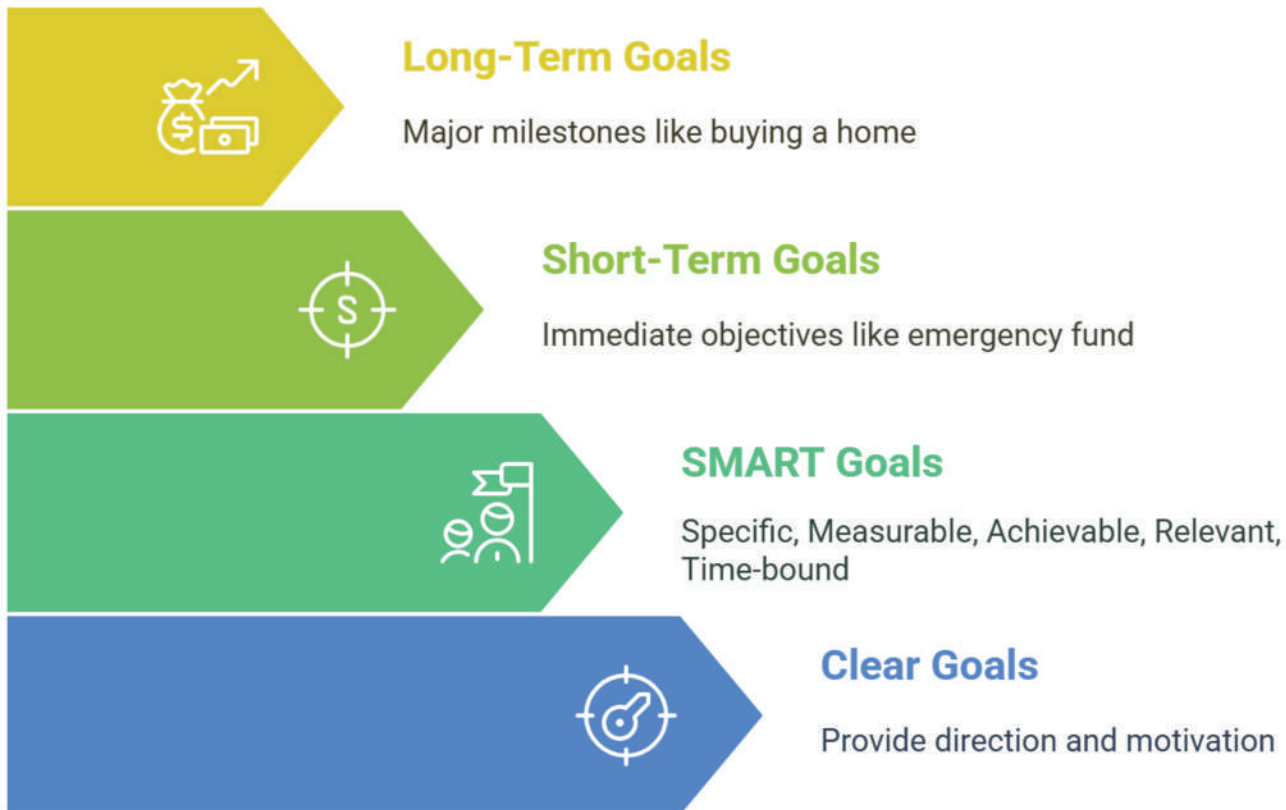 Long-Term Goals
Major milestones like buying a home
Short-Term Goals
S
Immediate objectives like emergency fund
SMART Goals
Specific, Measurable, Achievable, Relevant,
Time-bound
Clear Goals
Provide direction and motivation